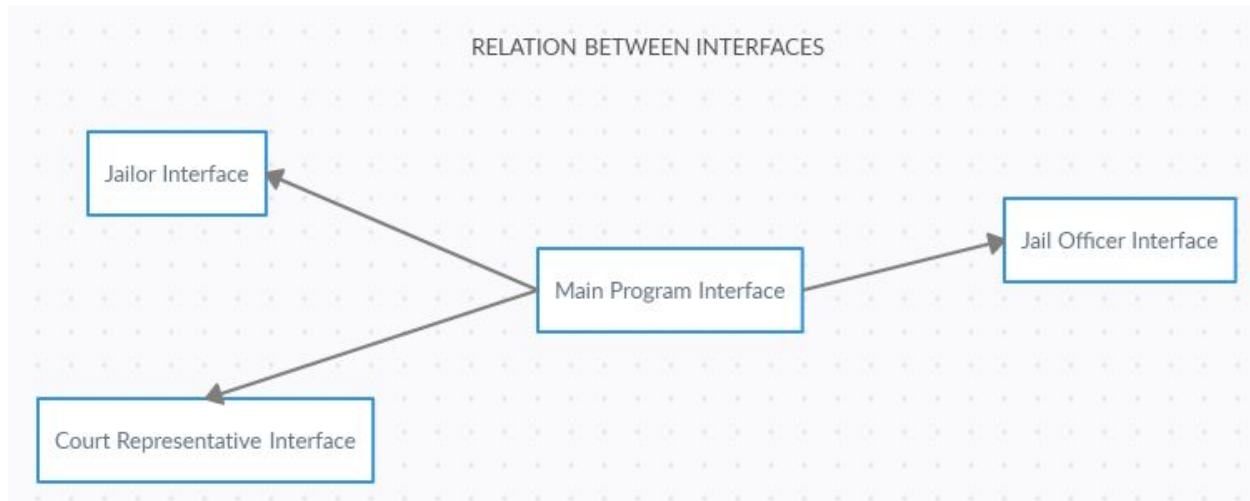 RELATION BETWEEN INTERFACES
Jailor Interface
Jail Officer Interface
Main Program Interface
Court Representative Interface